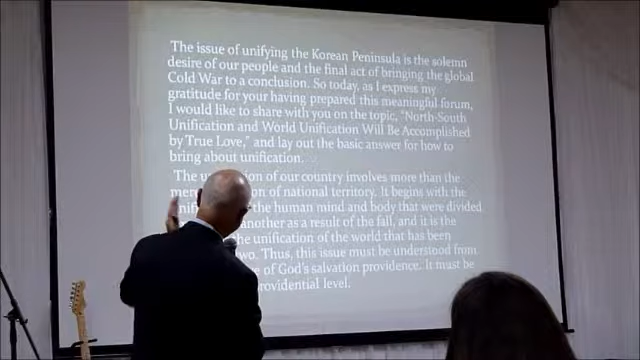 The issue of unifying the Korean Peninsula is the solemn
desire of our people and the final act of bringing the global
Cold War to a conclusion. So today, as I express my
gratitude for your having prepared this meaningful forum,
I would like to share with you on the topic, "North-South
Unification and World Unification Will Be Accomplished
by True Love," and lay out the basic answer for how to
bring about unification.
The of our country involves more than the
of national territory. It begins with the
the human mind and body that were divided
another as a result of the fall, and it is the
the unification of the world that has been
two. Thus, this issue must be understood from
of God's salvation providence. It must be
providential level.